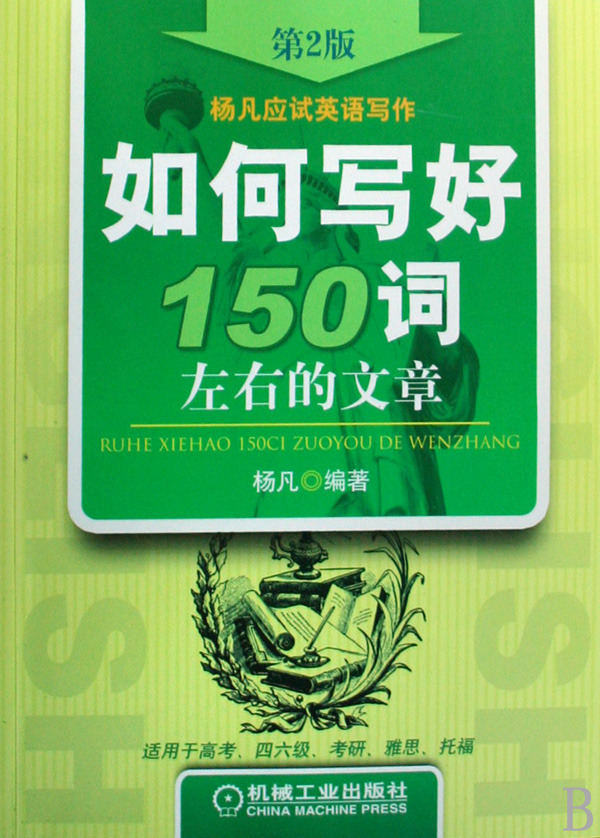 第2版
杨凡应试英语写作
如何写好
150词
左右的文章
RUHE XIEHAO 150CI ZUOYOU DE WENZHANG
杨凡◎编著
适用于高考、四六级、考研、雅思、托福
机械工业出版社
CHINA MACHINE PRESS
B